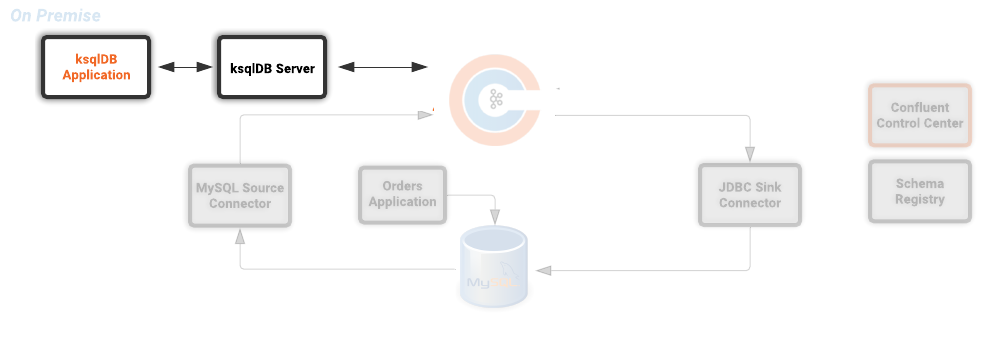 On Premise
ksqlDB
Application
ksqlDB Server
Confluent
Control Center
MySQL Source
Connector
Orders
Application
JDBC Sink
Connector
Schema
Registry
MySQL